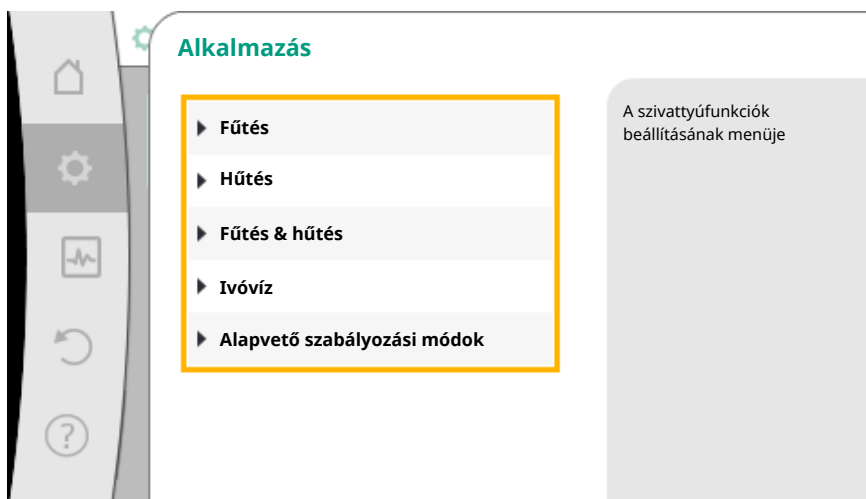 Alkalmazás
Fűtés
Hűtés
Fűtés & hűtés
Ivóvíz
Alapvető szabályozási módok
A szivattyúfunkciók
beállításának menüje
?